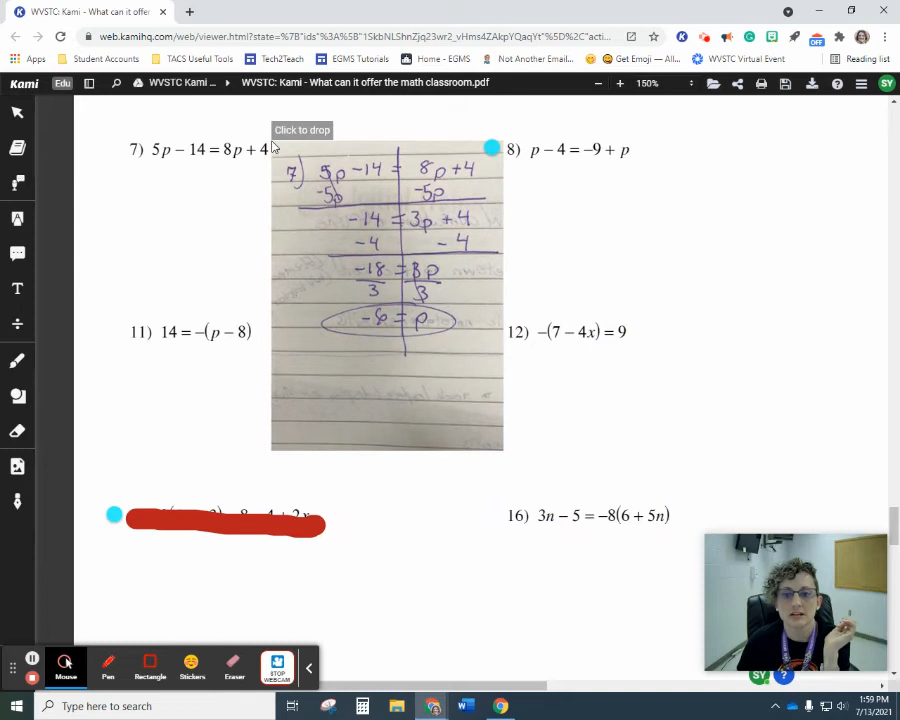 WVSTC: Kami
web.kamihq.com/web/viewer.html?state=%7B"ids"%3A%5B"1SkbNLShnZjq23wr2_vHms4ZAkpYQaqYt"%5D%2C"acti...
Apps
Student Accounts
TACS Useful Tools
Tech2Teach
EGMS Tutorials
Home - EGMS
Not Another Email...
Get Emoji — All Em...
WVSTC Virtual Event
OFF
Reading list
Kami
Edu
WVSTC Kami ...
WVSTC: Kami - What can it offer the math classroom.pdf
150%
SY
Click to drop
7) 5p − 14 = 8p + 4
8) p − 4 = −9 + p
7) 5p -14 = 8p +4
-5p -5p
-14 = 3p +4
-4 -4
-18 = 3p
3 3
-6 = p
11) 14 = −(p − 8)
12) −(7 − 4x) = 9
16) 3n − 5 = −8(6 + 5n)
Mouse
Pen
Rectangle
Stickers
Eraser
STOP WEBCAM
SY
?
Type here to search
1:59 PM
7/13/2021